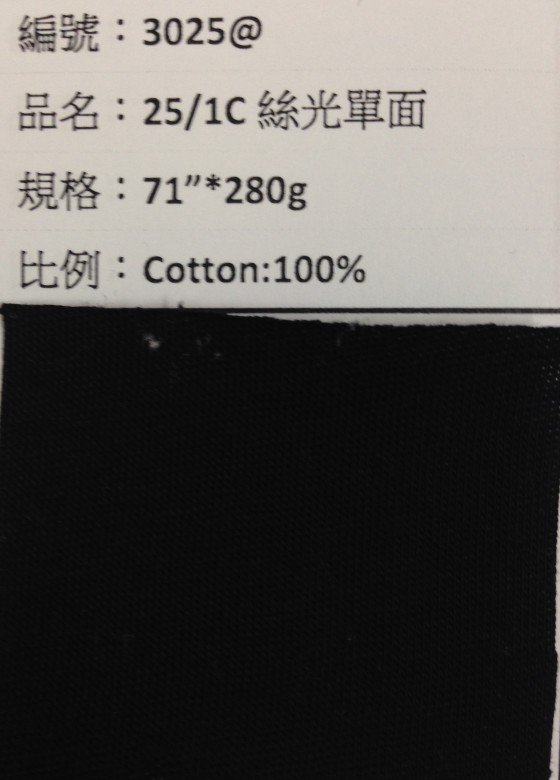 編號：3025@
品名：25/1C 絲光單面
規格：71”*280g
比例：Cotton:100%